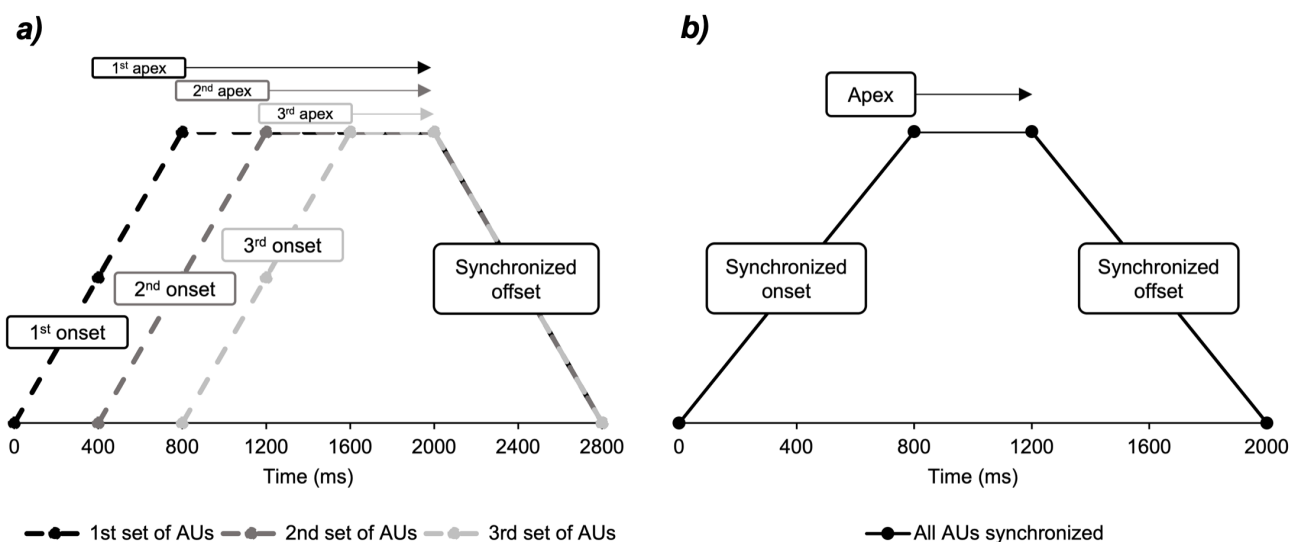 a)
1st apex
2nd apex
3rd apex
3rd onset
2nd onset
1st onset
Synchronized
offset
0 400 800 1200 1600 2000 2400 2800
Time (ms)
1st set of AUs 2nd set of AUs 3rd set of AUs
b)
Apex
Synchronized
onset
Synchronized
offset
0 400 800 1200 1600 2000
Time (ms)
All AUs synchronized